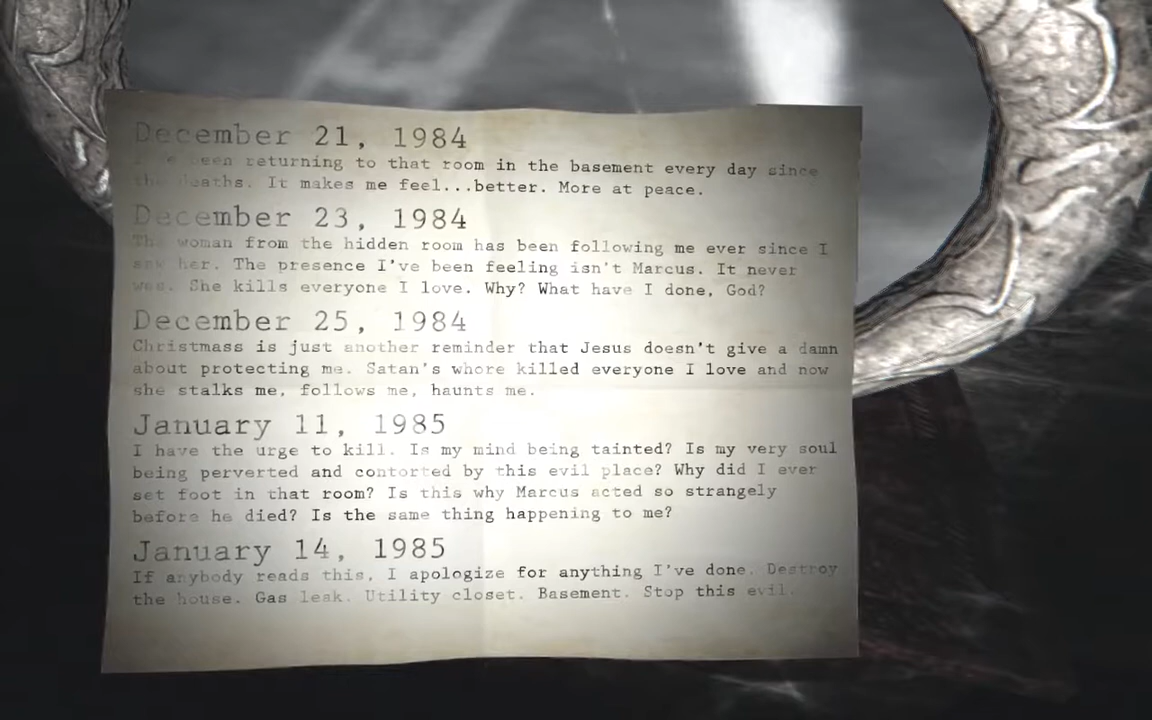 December 21, 1984
I've been returning to that room in the basement every day since
the deaths. It makes me feel...better. More at peace.
December 23, 1984
The woman from the hidden room has been following me ever since I
saw her. The presence I've been feeling isn't Marcus. It never
was. She kills everyone I love. Why? What have I done, God?
December 25, 1984
Christmass is just another reminder that Jesus doesn't give a damn
about protecting me. Satan's whore killed everyone I love and now
she stalks me, follows me, haunts me.
January 11, 1985
I have the urge to kill. Is my mind being tainted? Is my very soul
being perverted and contorted by this evil place? Why did I ever
set foot in that room? Is this why Marcus acted so strangely
before he died? Is the same thing happening to me?
January 14, 1985
If anybody reads this, I apologize for anything I've done. Destroy
the house. Gas leak. Utility closet. Basement. Stop this evil.